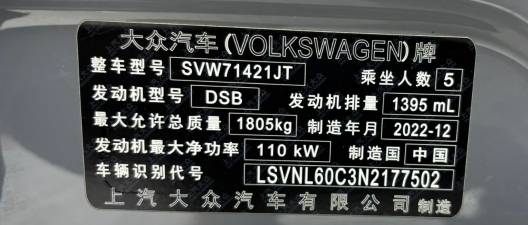 大众汽车(VOLKSWAGEN)牌
整车型号 SVW71421JT 乘坐人数 5
发动机型号 DSB 发动机排量 1395 mL
最大允许总质量 1805kg 制造年月 2022-12
发动机最大净功率 110 kW 制造国 中国
车辆识别代号 LSVNL60C3N2177502
上汽大众汽车有限公司 制造